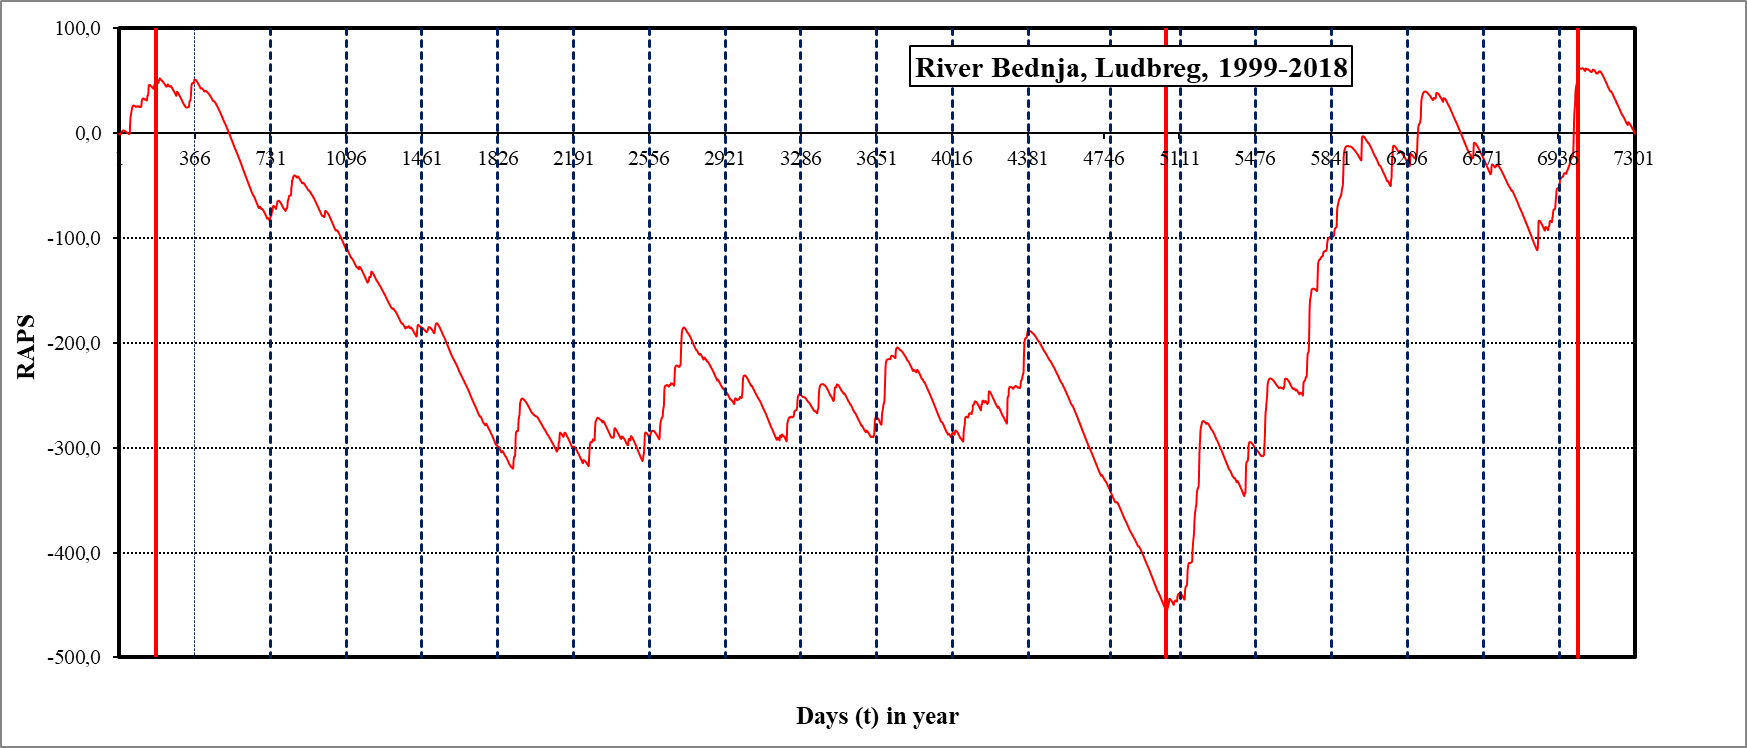 100,0
River Bednja, Ludbreg, 1999-2018
0,0
366 731 1096 1461 1826 2191 2556 2921 3286 3651 4016 4381 4746 5111 5476 5841 6206 6571 6936 7301
-100,0
-200,0
RAPS
-300,0
-400,0
-500,0
Days (t) in year